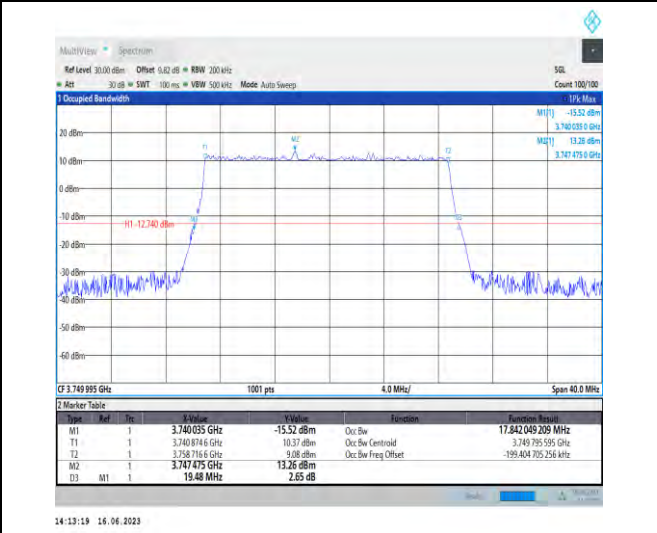 MultiView Spectrum
Ref Level 30.00 dBm Offset 9.82 dB RBW 200 kHz SGL
Att 30 dB SWT 100 ms VBW 500 kHz Mode Auto Sweep Count 100/100
1 Occupied Bandwidth 1Pk Max
M1[1] -15.52 dBm
3.740 035 0 GHz
M2[1] 13.26 dBm
3.747 475 0 GHz
20 dBm
T1 M2 T2
10 dBm
0 dBm
-10 dBm
H1 -12.740 dBm
-20 dBm
-30 dBm
-40 dBm
-50 dBm
-60 dBm
CF 3.749 995 GHz 1001 pts 4.0 MHz/ Span 40.0 MHz
2 Marker Table
Type Ref Trc X-Value Y-Value Function Function Result
M1 1 3.740 035 GHz -15.52 dBm Occ Bw 17.842 049 209 MHz
T1 1 3.740 874 6 GHz 10.37 dBm Occ Bw Centroid 3.749 795 595 GHz
T2 1 3.758 716 6 GHz 9.08 dBm Occ Bw Freq Offset -199.404 705 256 kHz
M2 1 3.747 475 GHz 13.26 dBm
D3 M1 1 19.48 MHz 2.65 dB
14:13:19 16.06.2023